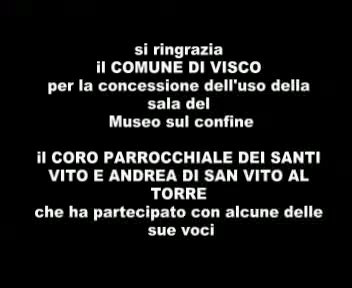 si ringrazia
il COMUNE DI VISCO
per la concessione dell'uso della
sala del
Museo sul confine
il CORO PARROCCHIALE DEI SANTI
VITO E ANDREA DI SAN VITO AL
TORRE
che ha partecipato con alcune delle
sue voci